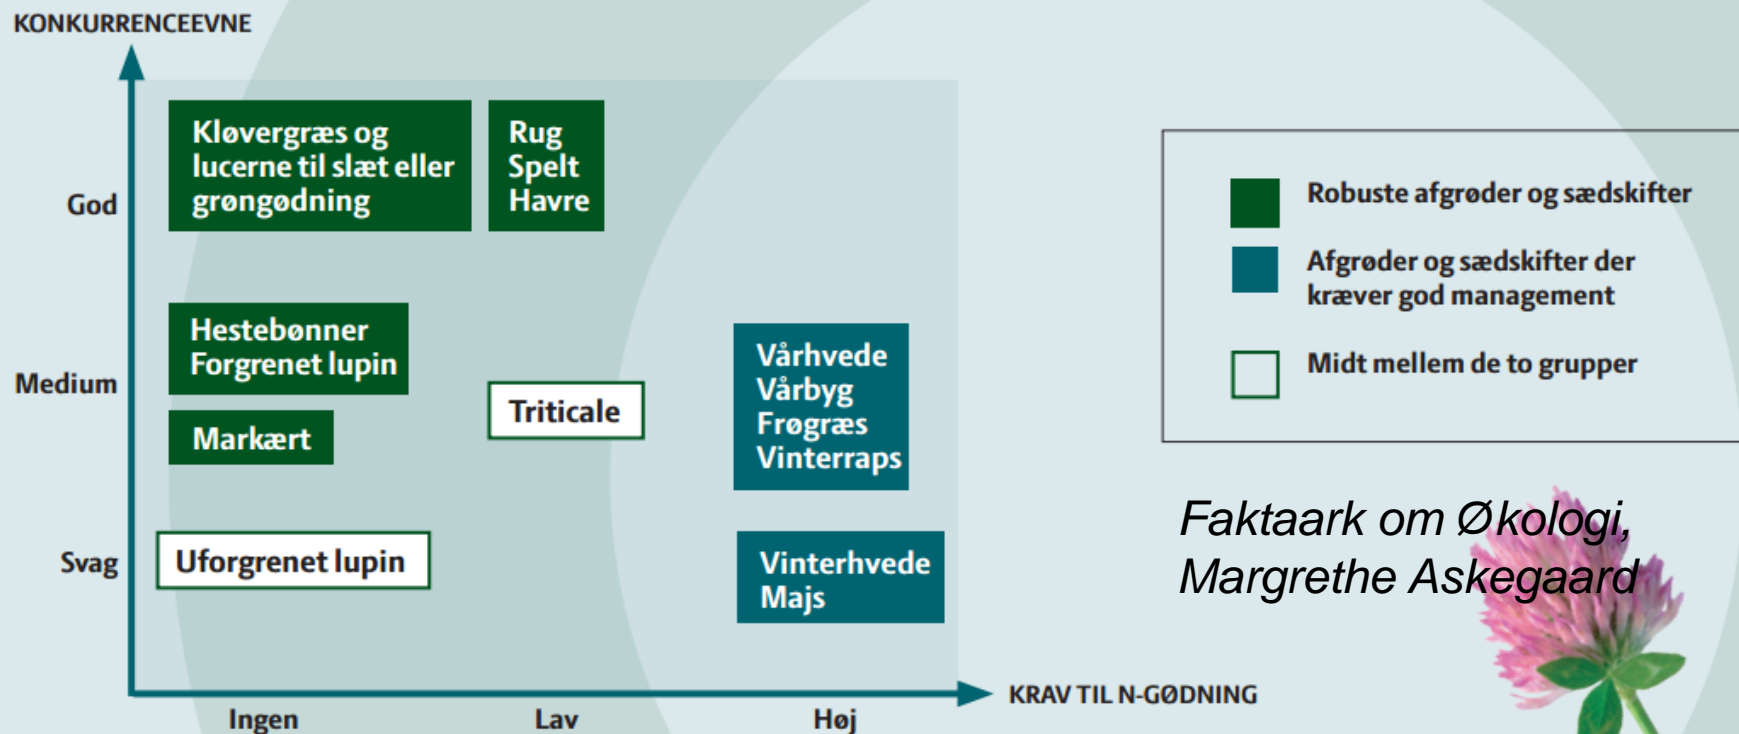 KONKURRENCEEVNE
God
Kløvergræs og
lucerne til slæt eller
grøngødning
Rug
Spelt
Havre
Medium
Hestebønner
Forgrenet lupin
Markært
Triticale
Vårhvede
Vårbyg
Frøgræs
Vinterraps
Svag
Uforgrenet lupin
Vinterhvede
Majs
Ingen
Lav
Høj
KRAV TIL N-GØDNING
Robuste afgrøder og sædskifter
Afgrøder og sædskifter der
kræver god management
Midt mellem de to grupper
Faktaark om Økologi,
Margrethe Askegaard